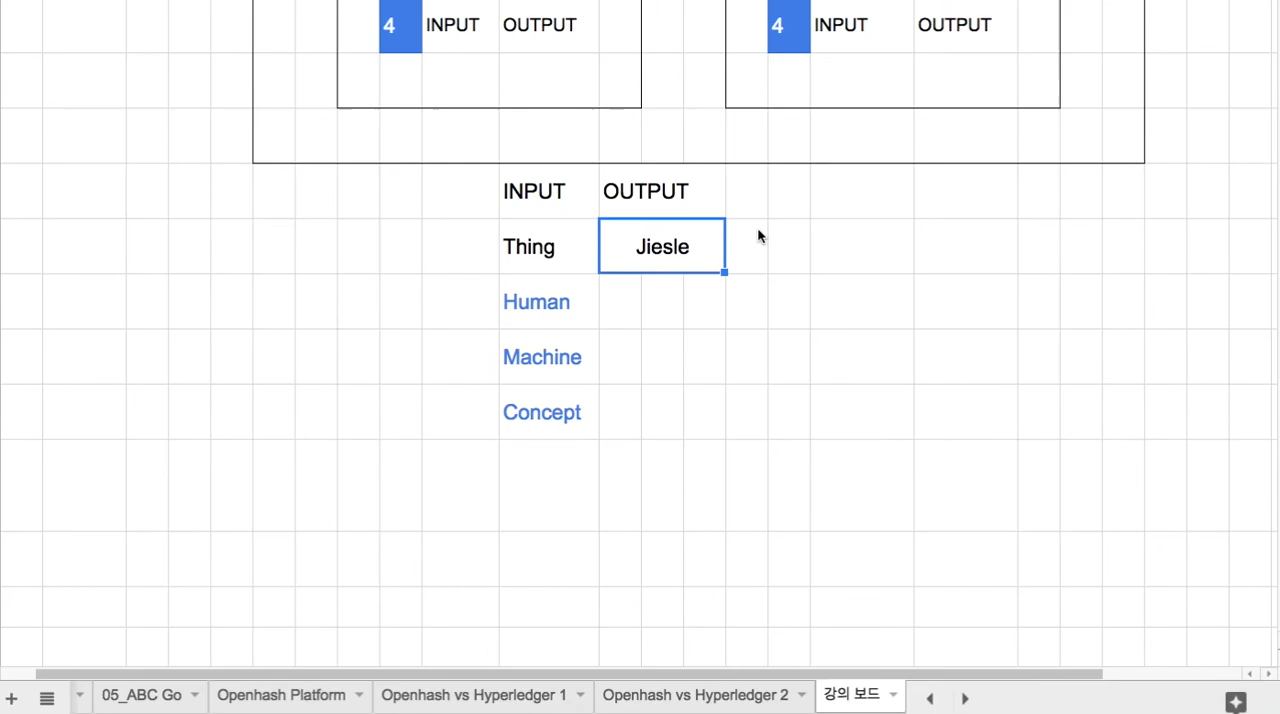 4 INPUT OUTPUT 4 INPUT OUTPUT
INPUT OUTPUT
Thing Jiesle
Human
Machine
Concept
05_ABC Go Openhash Platform Openhash vs Hyperledger 1 Openhash vs Hyperledger 2 강의 보드